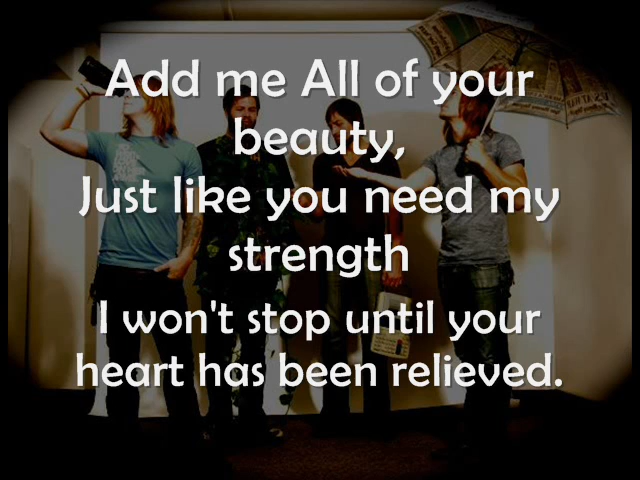 Add me All of your
beauty,
Just like you need my
strength
I won't stop until your
heart has been relieved.